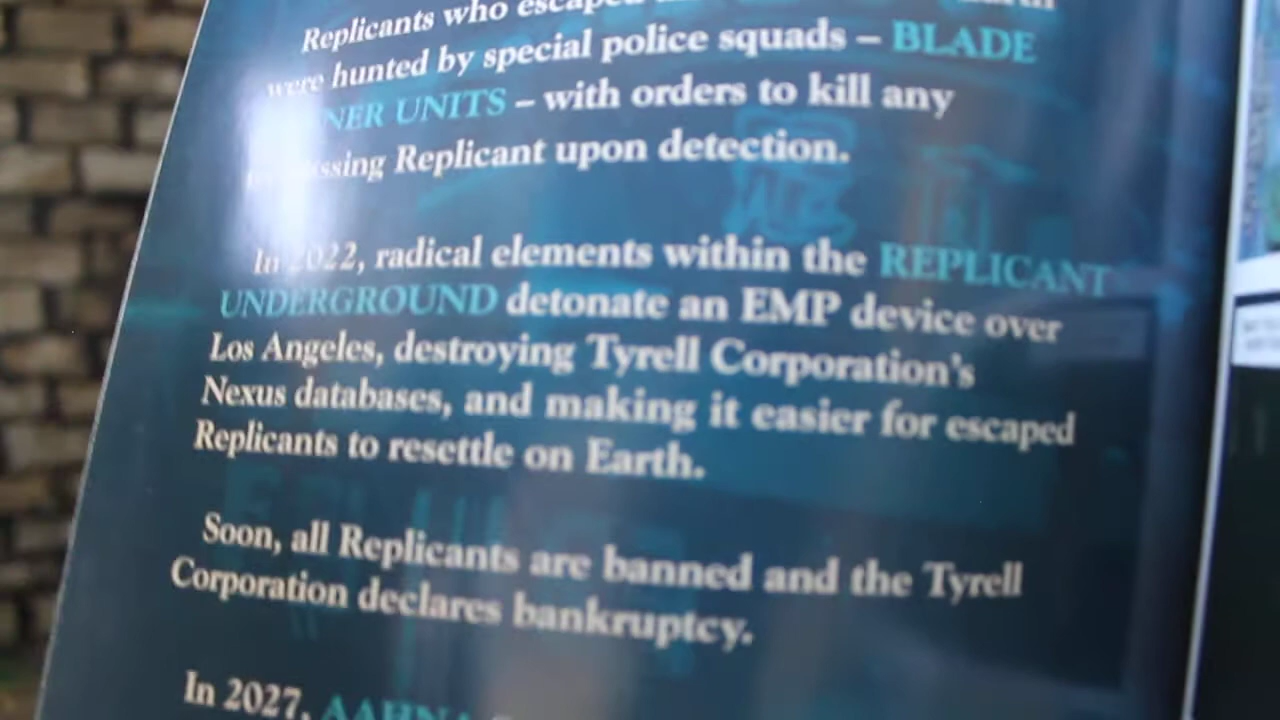 Replicants who escaped
were hunted by special police squads – BLADE
NER UNITS – with orders to kill any
ssing Replicant upon detection.
In 2022, radical elements within the REPLICANT
UNDERGROUND detonate an EMP device over
Los Angeles, destroying Tyrell Corporation's
Nexus databases, and making it easier for escaped
Replicants to resettle on Earth.
Soon, all Replicants are banned and the Tyrell
Corporation declares bankruptcy.
In 2027, AAHNA